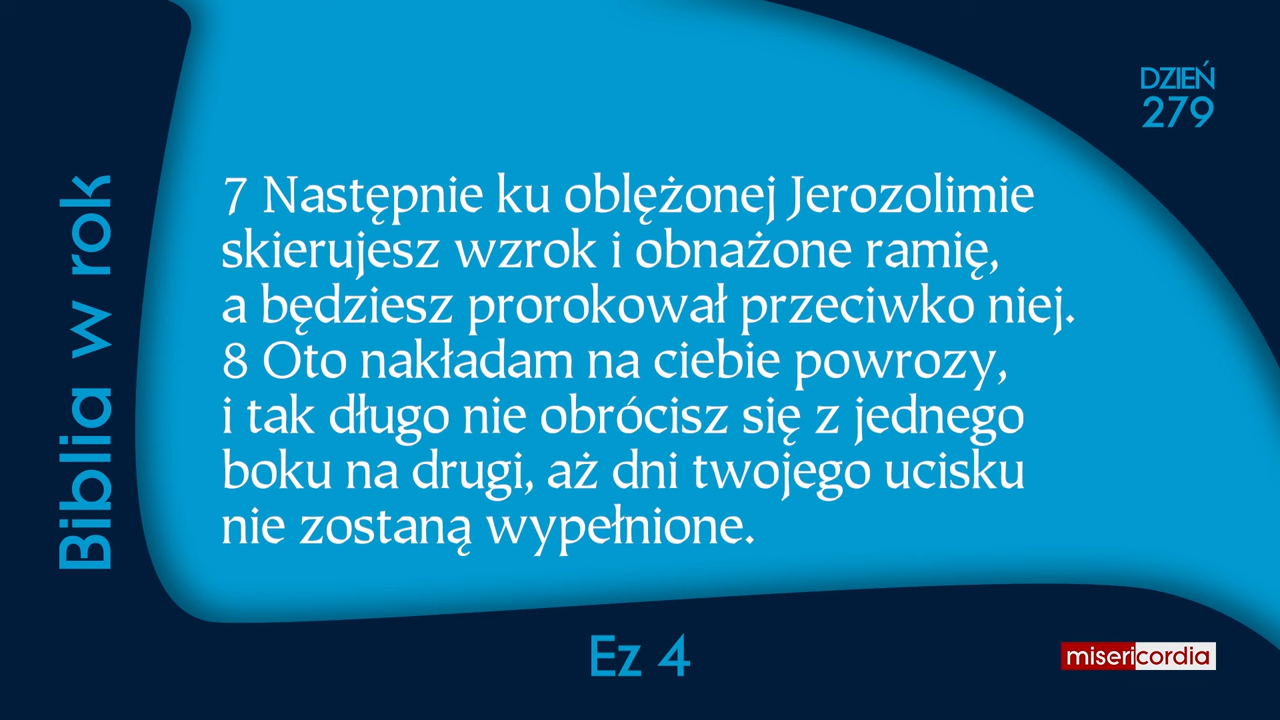 DZIEŃ
279
Biblia w rok
7 Następnie ku oblężonej Jerozolimie
skierujesz wzrok i obnażone ramię,
a będziesz prorokował przeciwko niej.
8 Oto nakładam na ciebie powrozy,
i tak długo nie obrócisz się z jednego
boku na drugi, aż dni twojego ucisku
nie zostaną wypełnione.
Ez 4
misericordia